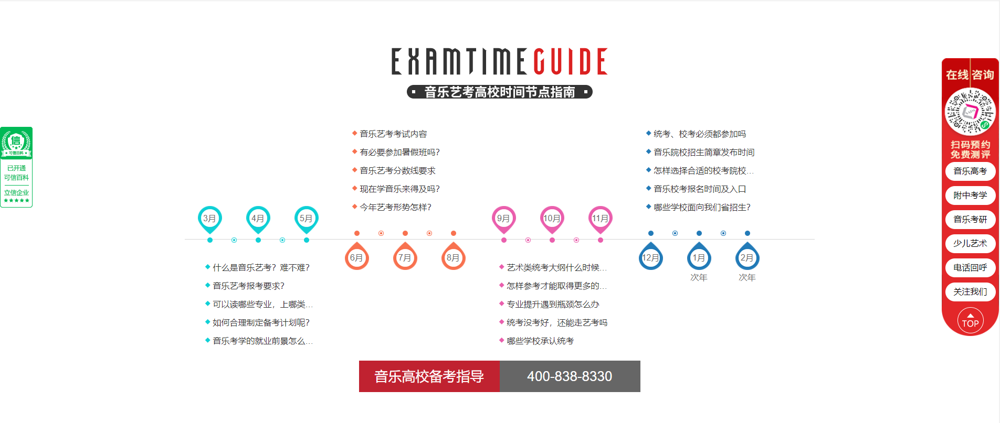 EXAMTIMEGUIDE
音乐艺考高校时间节点指南
音乐艺考考试内容
有必要参加暑假班吗?
音乐艺考分数线要求
现在学音乐来得及吗?
今年艺考形势怎样?
统考、校考必须都参加吗
音乐院校招生简章发布时间
怎样选择合适的校考院校...
音乐校考报名时间及入口
哪些学校面向我们省招生?
3月
4月
5月
6月
7月
8月
9月
10月
11月
12月
1月
2月
次年
次年
什么是音乐艺考？难不难?
音乐艺考报考要求?
可以读哪些专业，上哪类...
如何合理制定备考计划呢?
音乐考学的就业前景怎么...
艺术类统考大纲什么时候...
怎样参考才能取得更多的...
专业提升遇到瓶颈怎么办
统考没考好，还能走艺考吗
哪些学校承认统考
音乐高校备考指导
400-838-8330
信
可信百科
已开通
可信百科
立信企业
在线 咨询
扫码预约
免费测评
音乐高考
附中考学
音乐考研
少儿艺术
电话回呼
关注我们
TOP